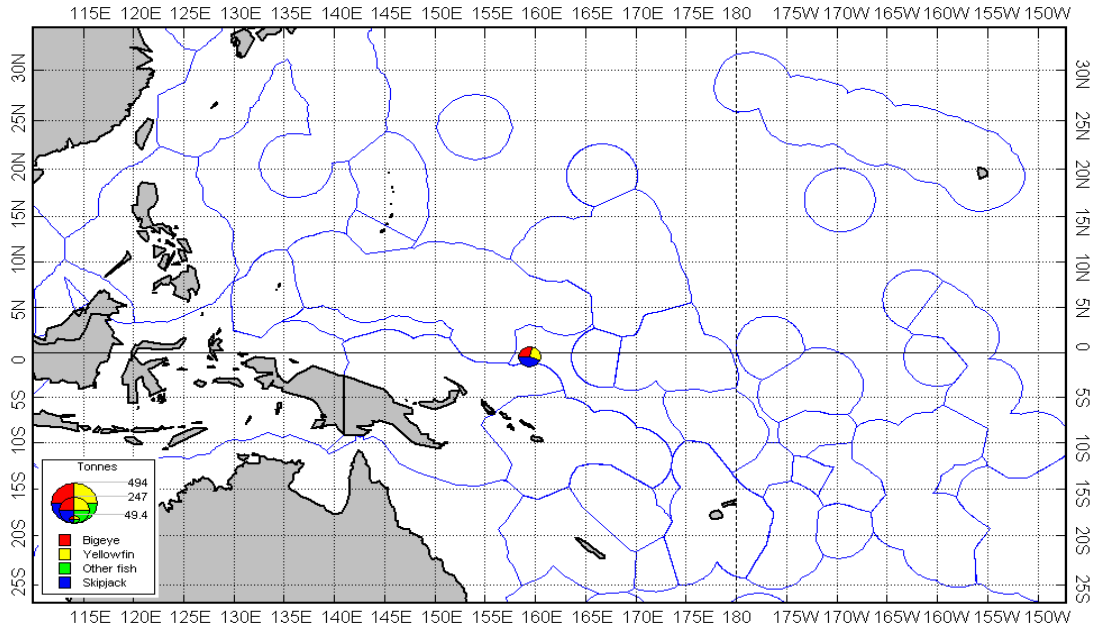 115E 120E 125E 130E 135E 140E 145E 150E 155E 160E 165E 170E 175E 180 175W 170W 165W 160W 155W 150W
30N 30N
25N 25N
20N 20N
15N 15N
10N 10N
5N 5N
0 0
5S 5S
10S 10S
15S 15S
20S 20S
25S 25S
Tonnes
494
247
49.4
Bigeye
Yellowfin
Other fish
Skipjack
115E 120E 125E 130E 135E 140E 145E 150E 155E 160E 165E 170E 175E 180 175W 170W 165W 160W 155W 150W